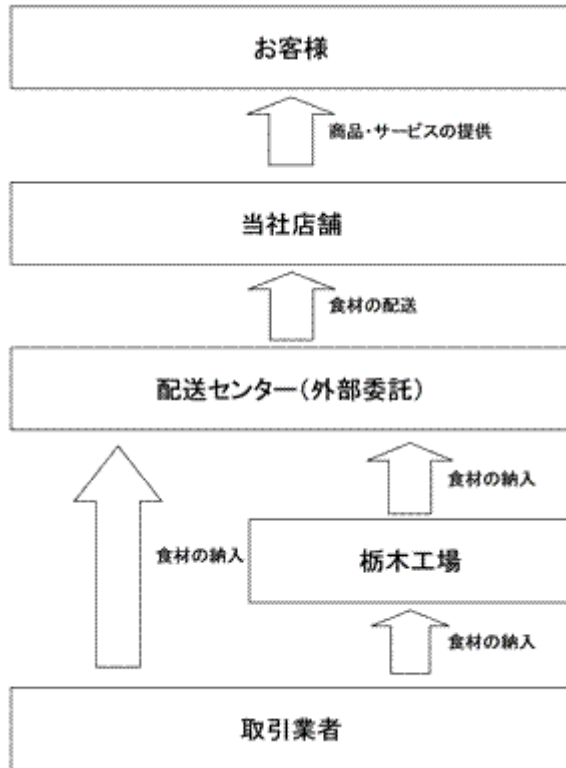 お客様
商品・サービスの提供
当社店舗
食材の配送
配送センター(外部委託)
食材の納入
食材の納入
栃木工場
食材の納入
取引業者